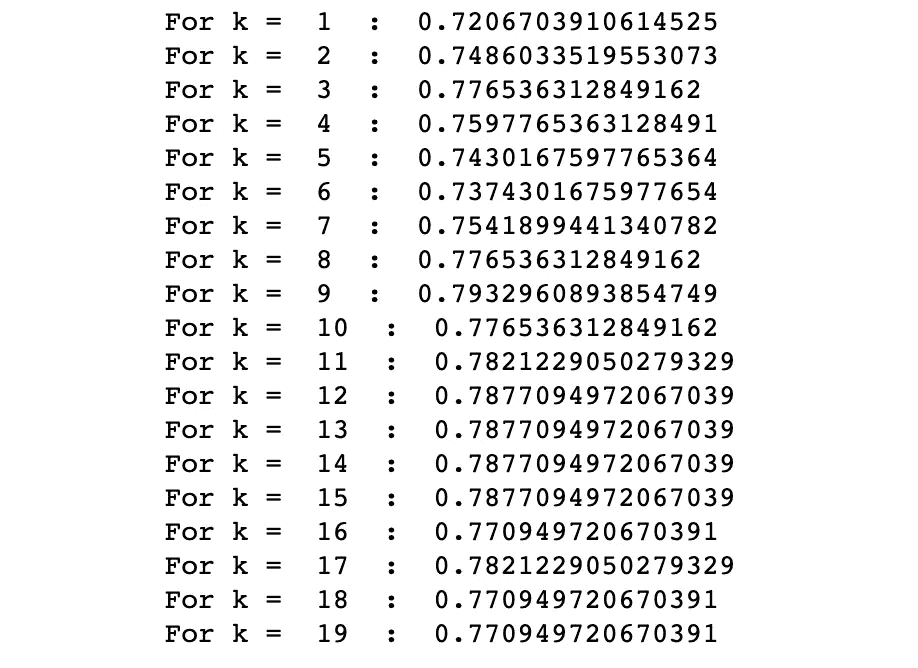 For k =  1  :  0.7206703910614525
For k =  2  :  0.7486033519553073
For k =  3  :  0.776536312849162
For k =  4  :  0.7597765363128491
For k =  5  :  0.7430167597765364
For k =  6  :  0.7374301675977654
For k =  7  :  0.7541899441340782
For k =  8  :  0.776536312849162
For k =  9  :  0.7932960893854749
For k =  10  :  0.776536312849162
For k =  11  :  0.7821229050279329
For k =  12  :  0.7877094972067039
For k =  13  :  0.7877094972067039
For k =  14  :  0.7877094972067039
For k =  15  :  0.7877094972067039
For k =  16  :  0.770949720670391
For k =  17  :  0.7821229050279329
For k =  18  :  0.770949720670391
For k =  19  :  0.770949720670391